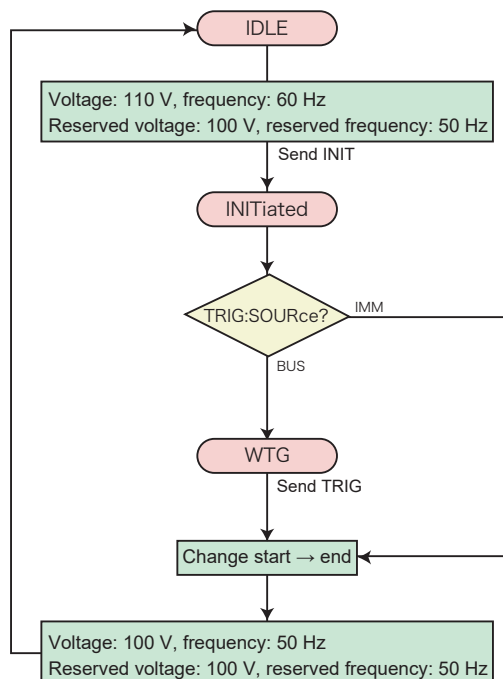 IDLE
Voltage: 110 V, frequency: 60 Hz
Reserved voltage: 100 V, reserved frequency: 50 Hz
Send INIT
INITiated
TRIG:SOURce?
IMM
BUS
WTG
Send TRIG
Change start → end
Voltage: 100 V, frequency: 50 Hz
Reserved voltage: 100 V, reserved frequency: 50 Hz